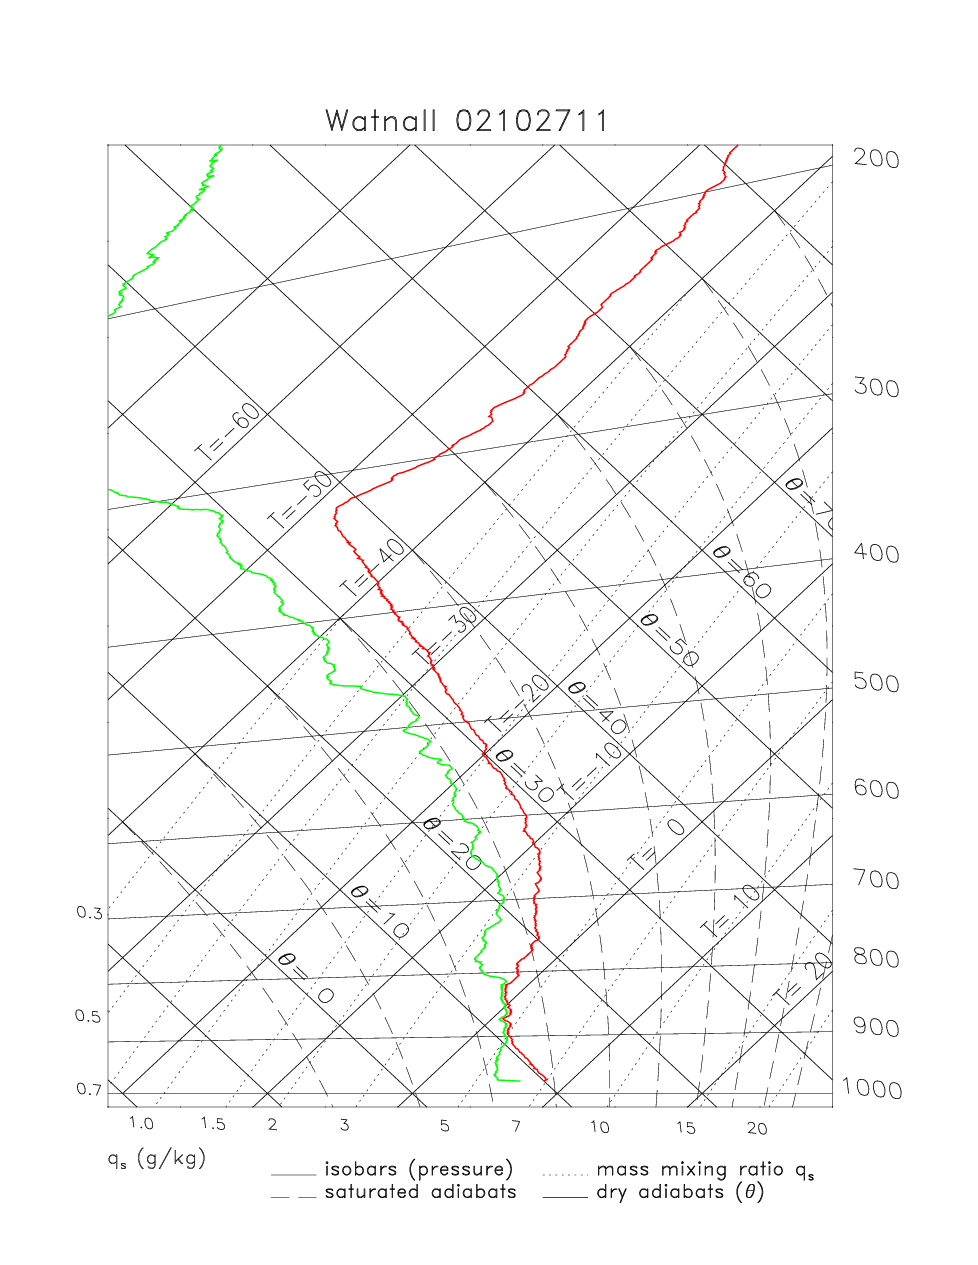 Watnall 02102711
200
300
T=-60
T=-50
θ=70
T=-40
400
θ=60
T=-30
θ=50
500
T=-20
θ=40
θ=30
T=-10
600
θ=20
T= 0
700
θ=10
T= 10
0.3
800
θ= 0
T= 20
0.5
900
0.7
1000
1.0 1.5 2 3 5 7 10 15 20
qs (g/kg)
isobars (pressure) mass mixing ratio qs
saturated adiabats dry adiabats (θ)